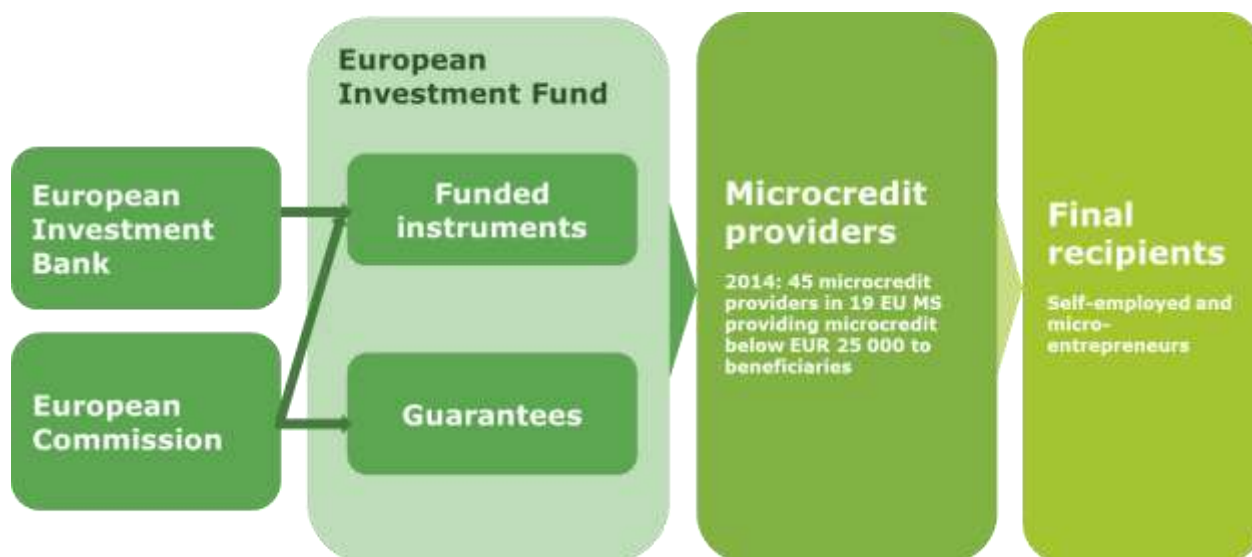 European
Investment Fund
European
Investment
Bank
Funded
instruments
European
Commission
Guarantees
Microcredit
providers
2014: 45 microcredit
providers in 19 EU MS
providing microcredit
below EUR 25 000 to
beneficiaries
Final
recipients
Self-employed and
micro-
entrepreneurs